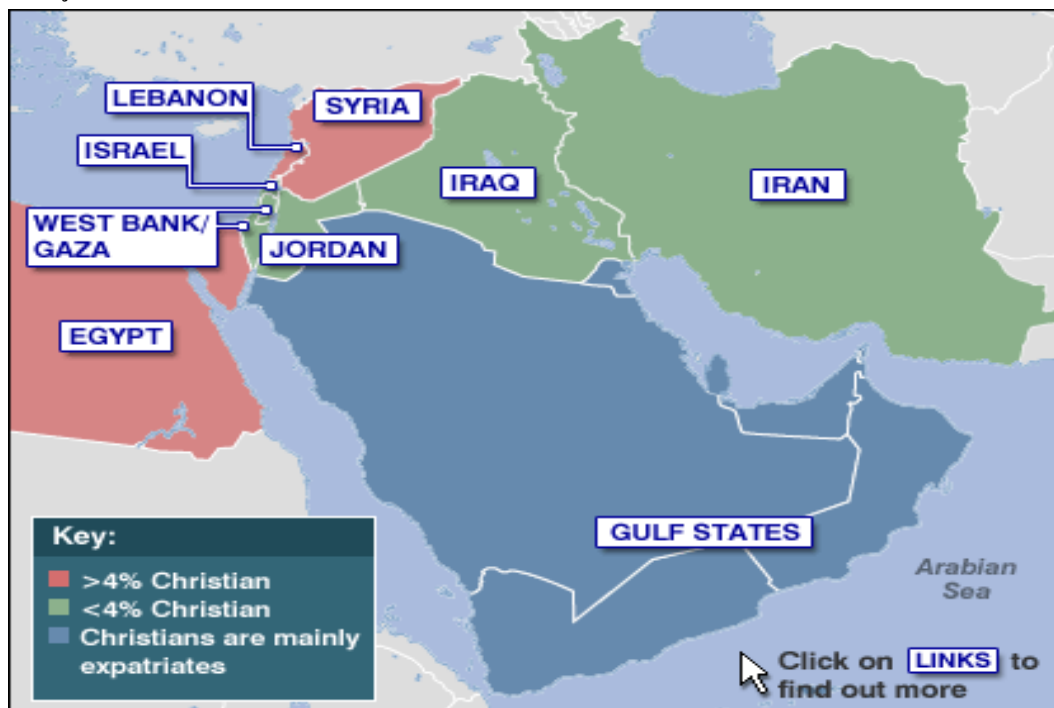 LEBANON
SYRIA
ISRAEL
IRAQ
IRAN
WEST BANK/
GAZA
JORDAN
EGYPT
GULF STATES
Key:
>4% Christian
<4% Christian
Christians are mainly
expatriates
Arabian
Sea
Click on LINKS to
find out more